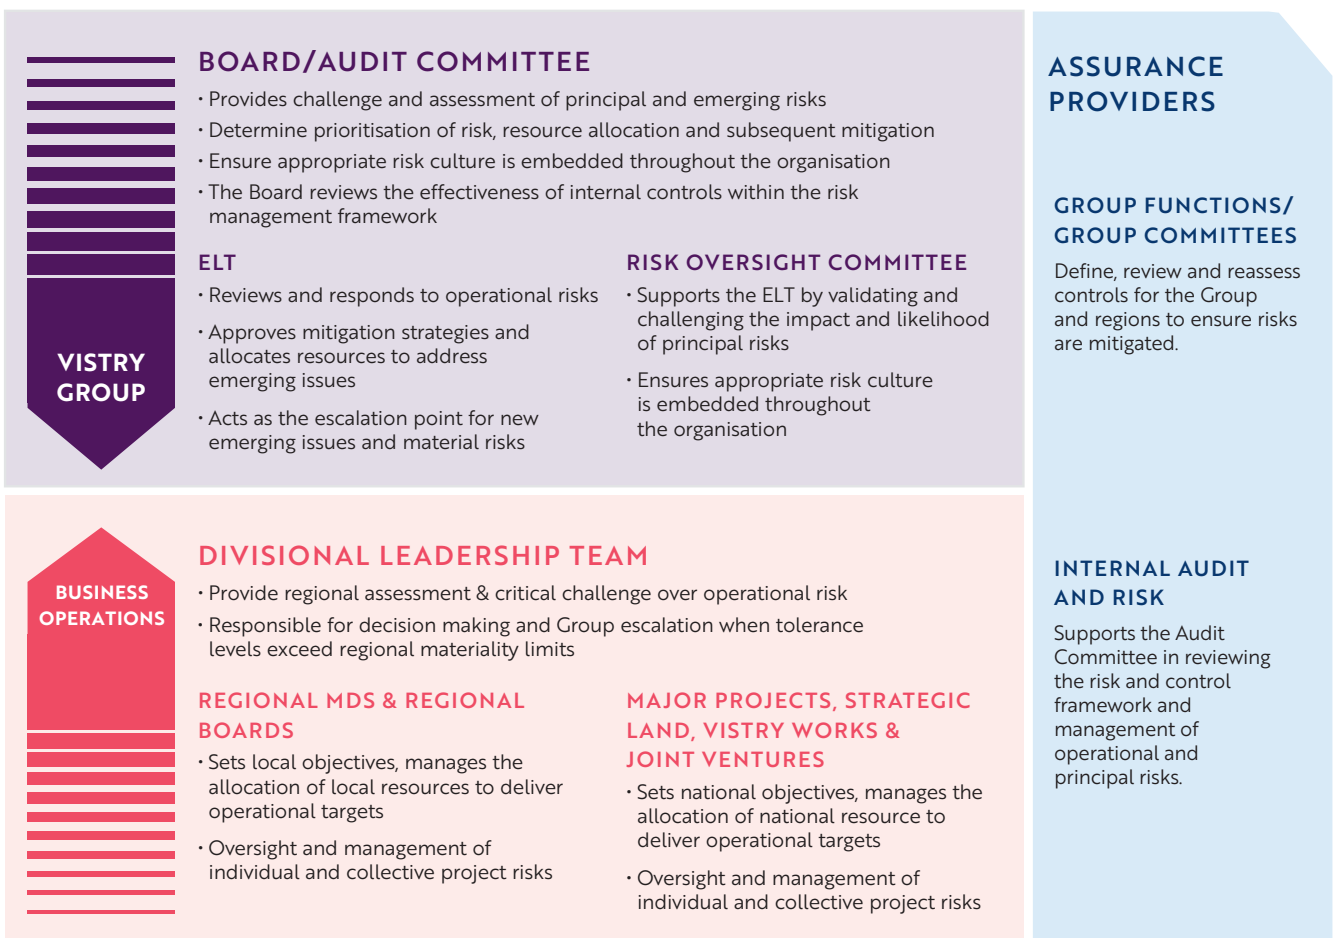 BOARD/AUDIT COMMITTEE
• Provides challenge and assessment of principal and emerging risks
• Determine prioritisation of risk, resource allocation and subsequent mitigation
• Ensure appropriate risk culture is embedded throughout the organisation
• The Board reviews the effectiveness of internal controls within the risk
management framework
ELT
• Reviews and responds to operational risks
• Approves mitigation strategies and
allocates resources to address
emerging issues
• Acts as the escalation point for new
emerging issues and material risks
RISK OVERSIGHT COMMITTEE
• Supports the ELT by validating and
challenging the impact and likelihood
of principal risks
• Ensures appropriate risk culture
is embedded throughout
the organisation
VISTRY
GROUP
BUSINESS
OPERATIONS
DIVISIONAL LEADERSHIP TEAM
• Provide regional assessment & critical challenge over operational risk
• Responsible for decision making and Group escalation when tolerance
levels exceed regional materiality limits
REGIONAL MDS & REGIONAL
BOARDS
• Sets local objectives, manages the
allocation of local resources to deliver
operational targets
• Oversight and management of
individual and collective project risks
MAJOR PROJECTS, STRATEGIC
LAND, VISTRY WORKS &
JOINT VENTURES
• Sets national objectives, manages the
allocation of national resource to
deliver operational targets
• Oversight and management of
individual and collective project risks
ASSURANCE
PROVIDERS
GROUP FUNCTIONS/
GROUP COMMITTEES
Define, review and reassess
controls for the Group
and regions to ensure risks
are mitigated.
INTERNAL AUDIT
AND RISK
Supports the Audit
Committee in reviewing
the risk and control
framework and
management of
operational and
principal risks.